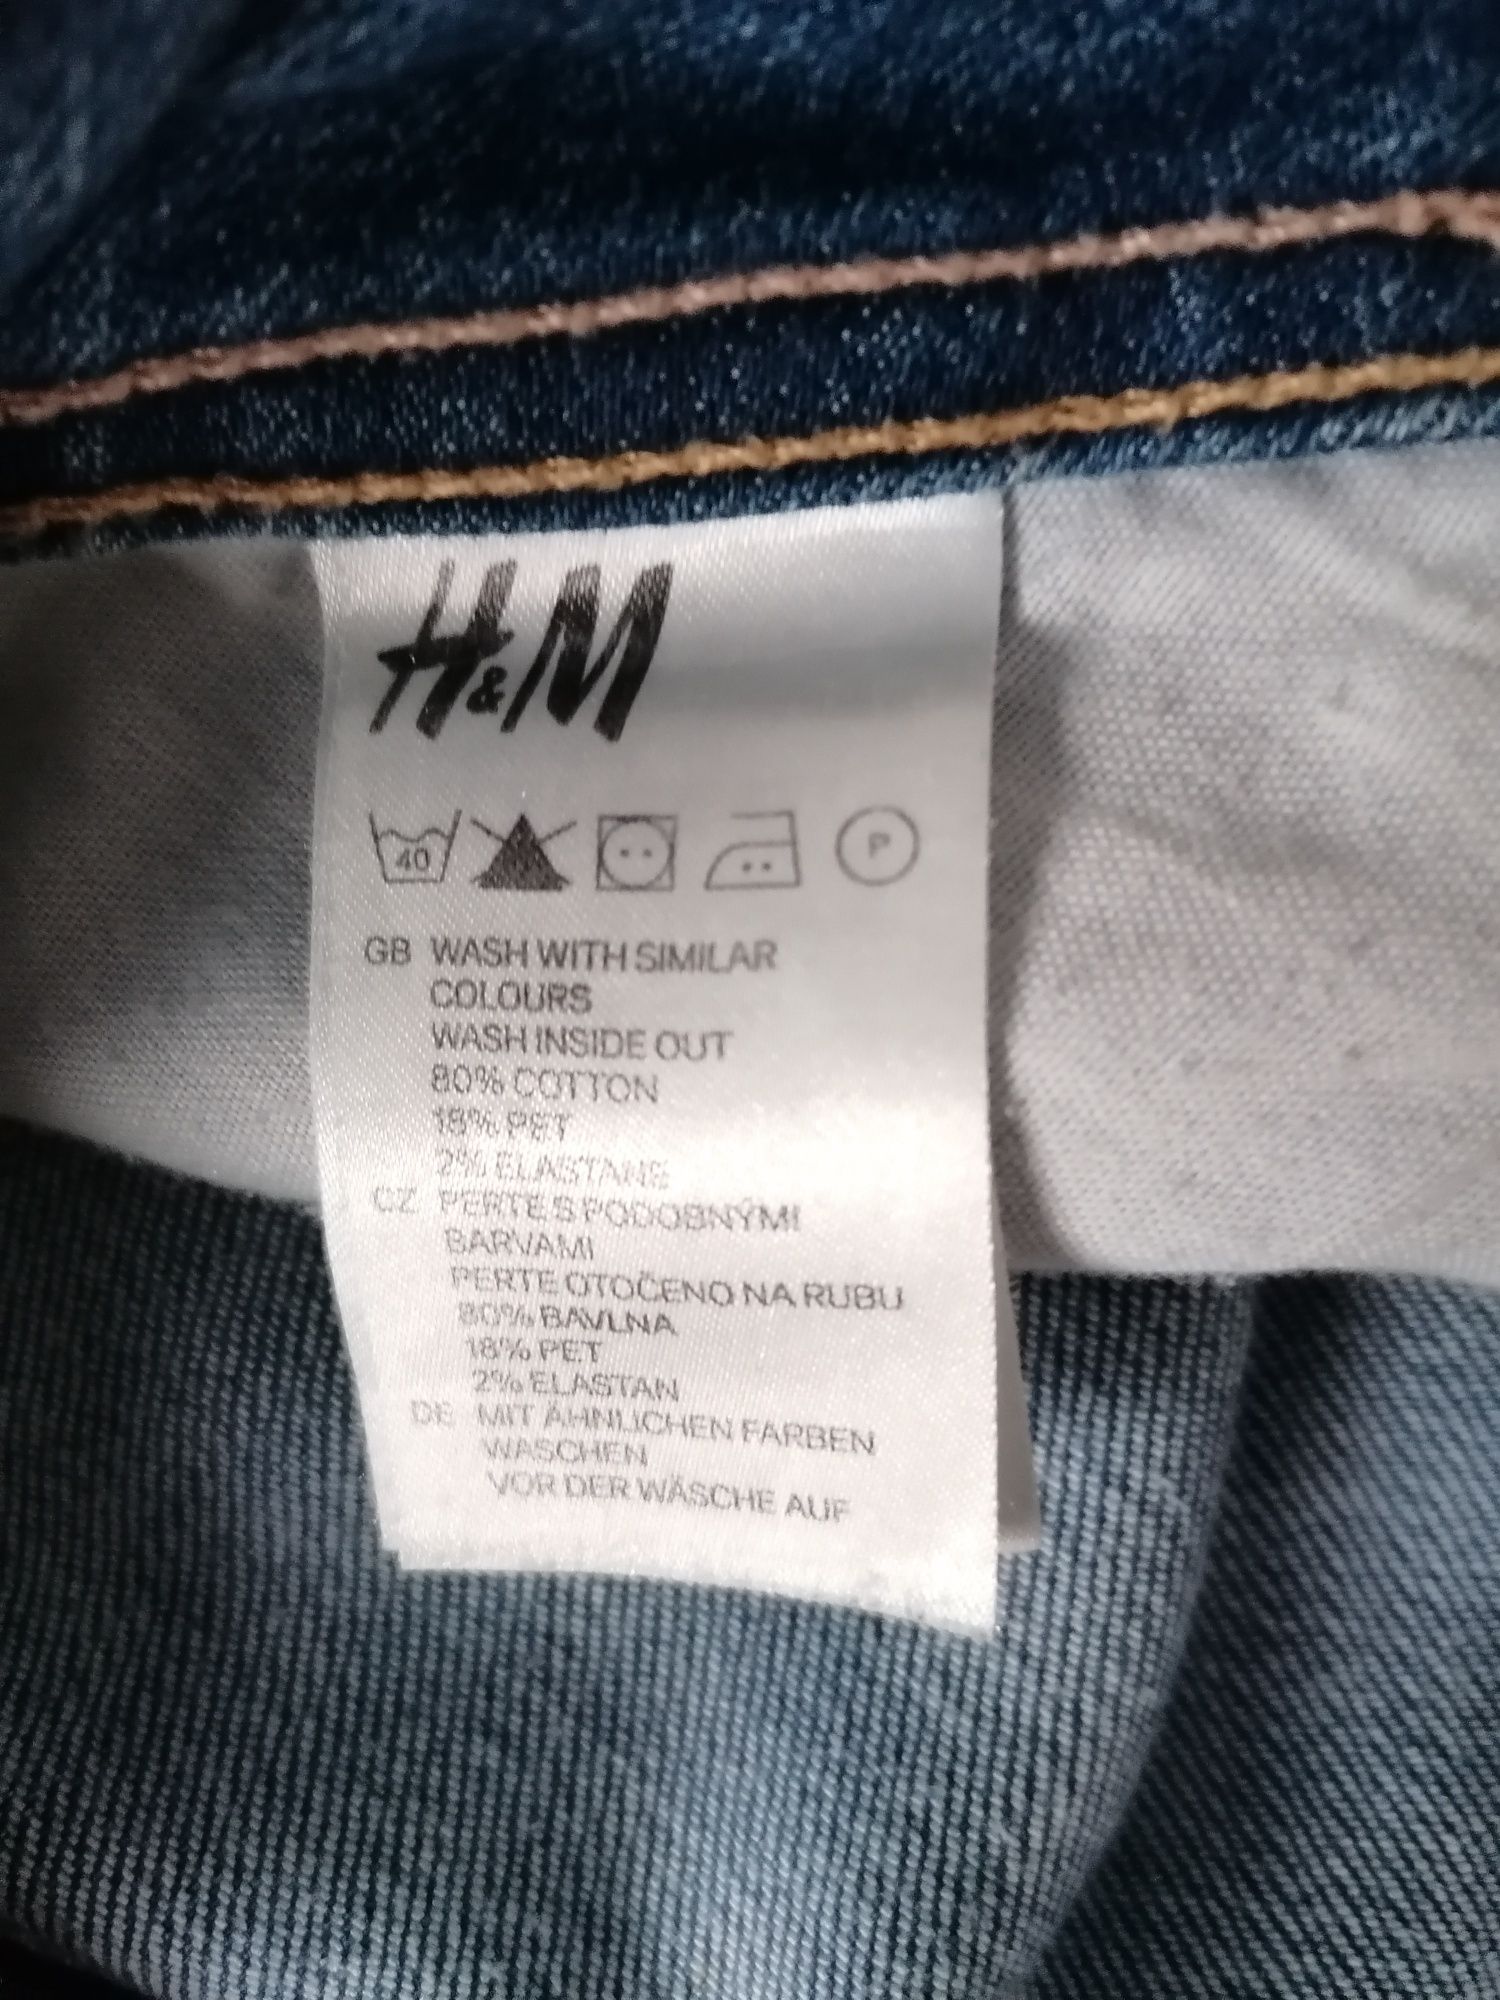 H&M
40
P
GB WASH WITH SIMILAR
COLOURS
WASH INSIDE OUT
80% COTTON
18% PET
2% ELASTANE
CZ PERTE S PODOBNÝMI
BARVAMI
PERTE OTOČENO NA RUBU
80% BAVLNA
18% PET
2% ELASTAN
DE MIT ÄHNLICHEN FARBEN
WASCHEN
VOR DER WÄSCHE AUF